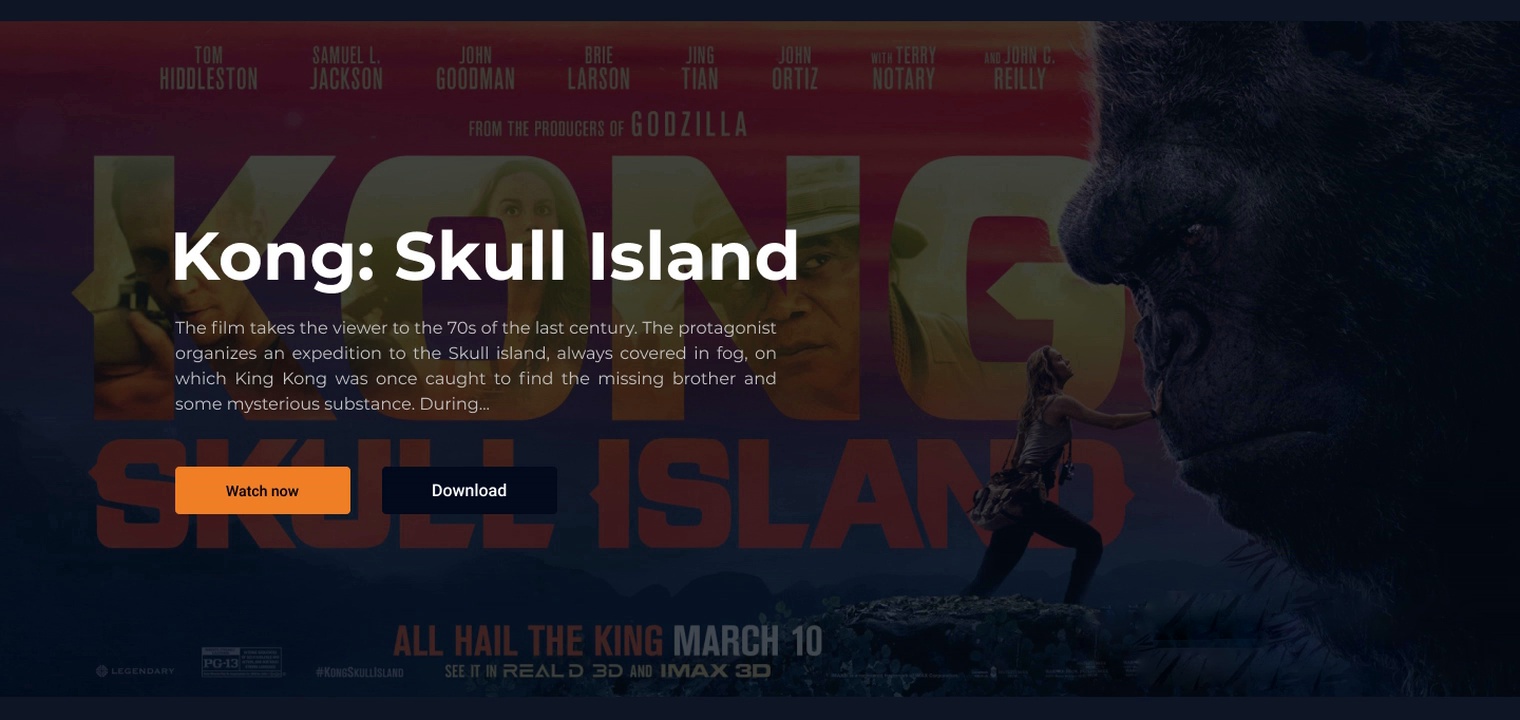 TOM HIDDLESTON SAMUEL L. JACKSON JOHN GOODMAN BRIE LARSON JING TIAN JOHN ORTIZ WITH TERRY NOTARY AND JOHN C. REILLY
FROM THE PRODUCERS OF GODZILLA
KONG
Kong: Skull Island
The film takes the viewer to the 70s of the last century. The protagonist
organizes an expedition to the Skull island, always covered in fog, on
which King Kong was once caught to find the missing brother and
some mysterious substance. During...
SKULL ISLAND
Watch now
Download
ALL HAIL THE KING MARCH 10
LEGENDARY
PG-13
#KONGSKULLISLAND
SEE IT IN REAL D 3D AND IMAX 3D